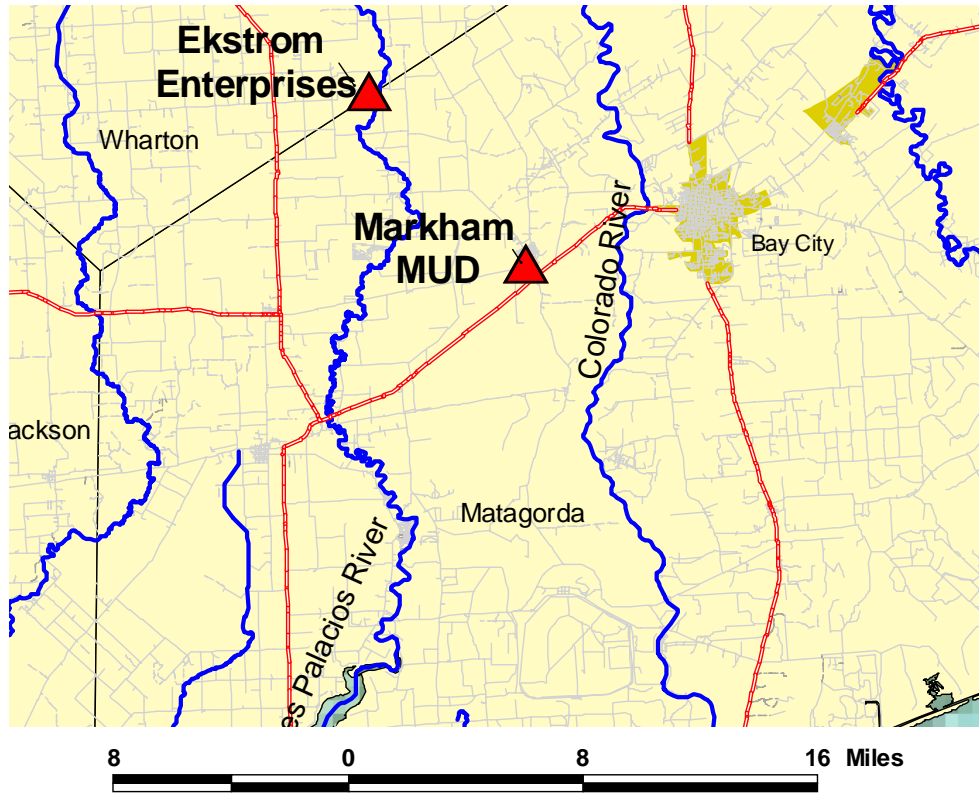 Ekstrom
Enterprises
Wharton
Markham
MUD
Colorado River
Bay City
ackson
Matagorda
es Palacios River
8 0 8 16 Miles